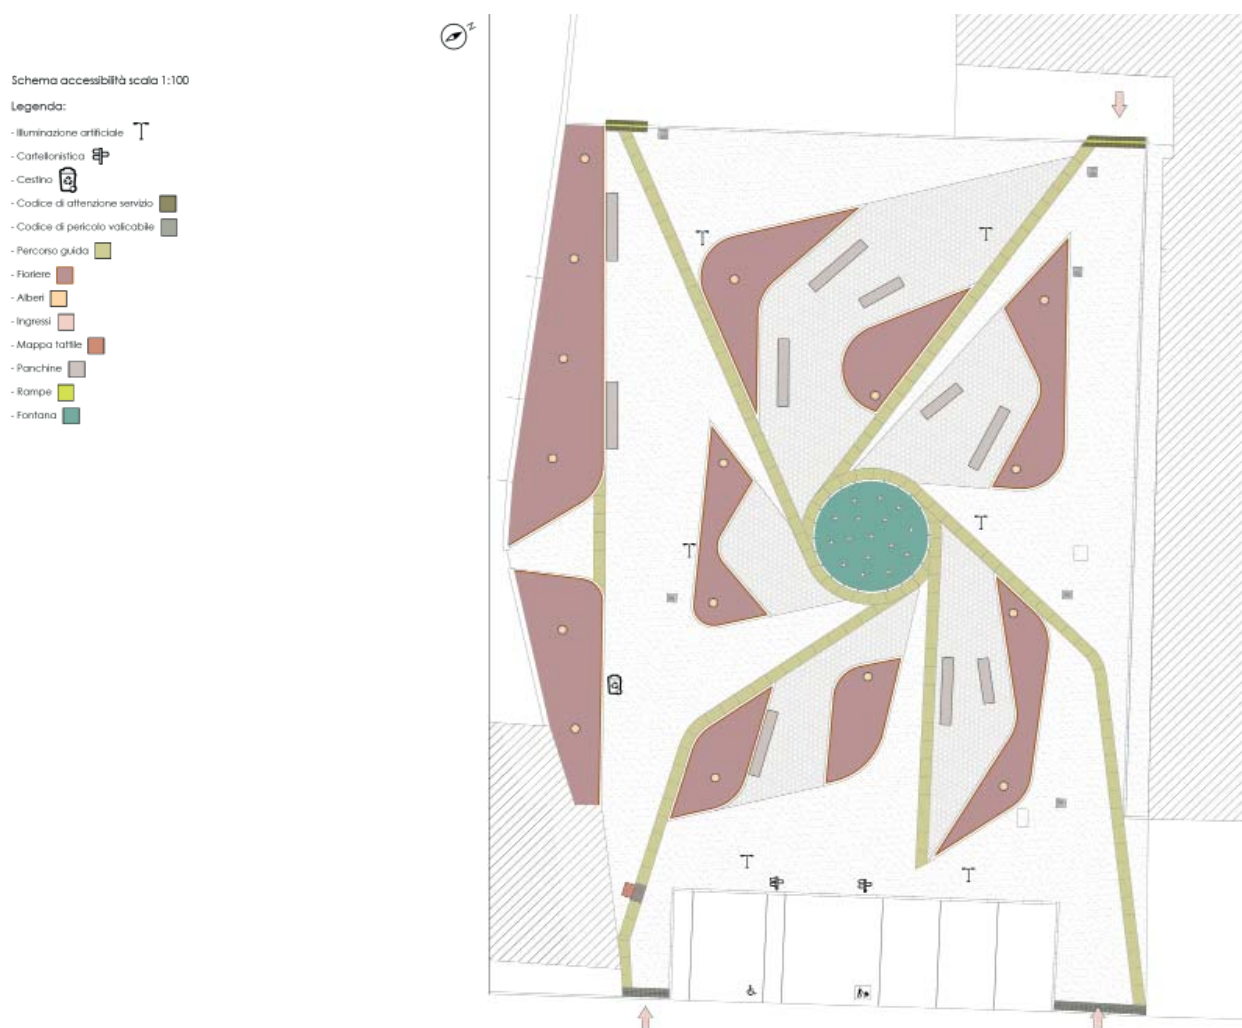 N
Schema accessibilità scala 1:100
Legenda:
- Illuminazione artificiale
- Cartellonistica
- Cestino
- Codice di attenzione servizio
- Codice di pericolo valicabile
- Percorso guida
- Fioriere
- Alberi
- Ingressi
- Mappa tattile
- Panchine
- Rampe
- Fontana